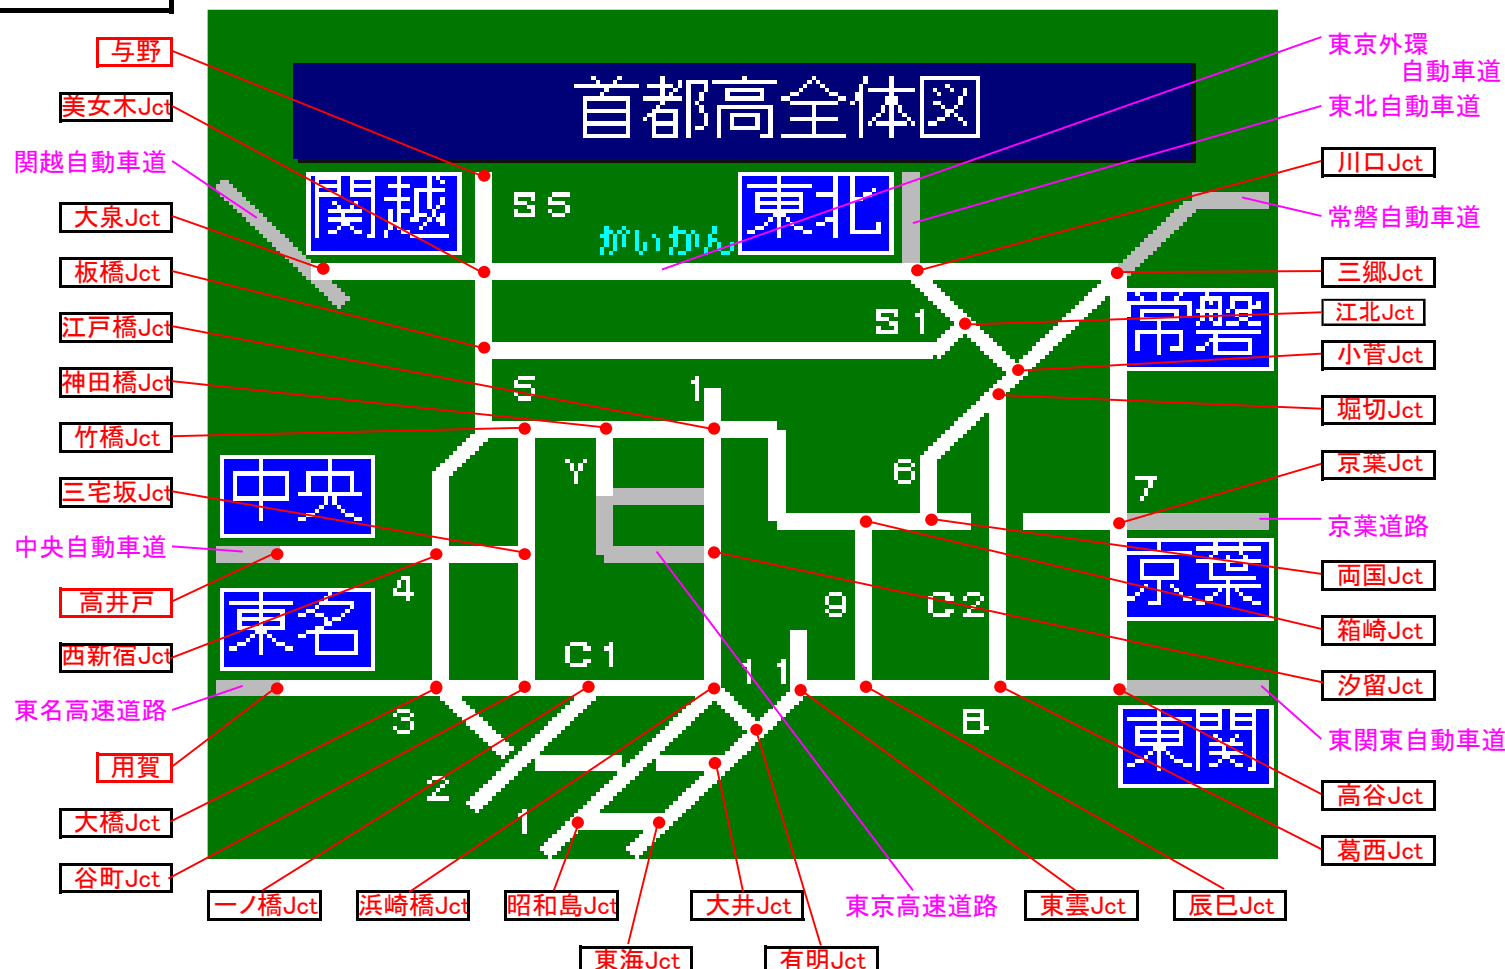 首都高全体図
与野
美女木Jct
関越自動車道
大泉Jct
板橋Jct
江戸橋Jct
神田橋Jct
竹橋Jct
三宅坂Jct
中央自動車道
高井戸
西新宿Jct
東名高速道路
用賀
大橋Jct
谷町Jct
関越
S5
がいかん
東北
S1
常磐
5
1
Y
6
7
中央
4
9
C2
京葉
東名
C1
11
3
8
東関
2
1
東京外環
自動車道
東北自動車道
川口Jct
常磐自動車道
三郷Jct
江北Jct
小菅Jct
堀切Jct
京葉Jct
京葉道路
両国Jct
箱崎Jct
汐留Jct
東関東自動車道
高谷Jct
葛西Jct
一ノ橋Jct
浜崎橋Jct
昭和島Jct
大井Jct
東京高速道路
東雲Jct
辰巳Jct
東海Jct
有明Jct